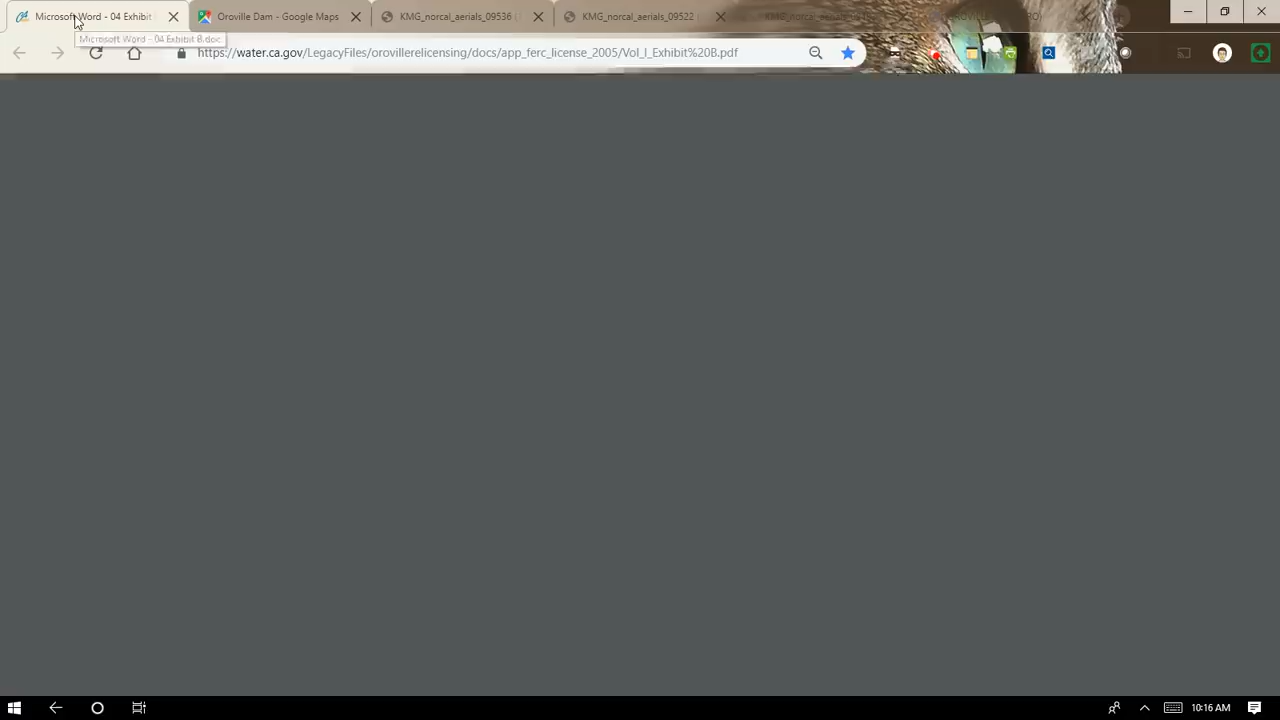 Microsoft Word - 04 Exhibit
Oroville Dam - Google Maps
KMG_norcal_aerials_09536 (
KMG_norcal_aerials_09522 (
Microsoft Word - 04 Exhibit B.doc
https://water.ca.gov/LegacyFiles/orovillerelicensing/docs/app_ferc_license_2005/Vol_I_Exhibit%20B.pdf
10:16 AM